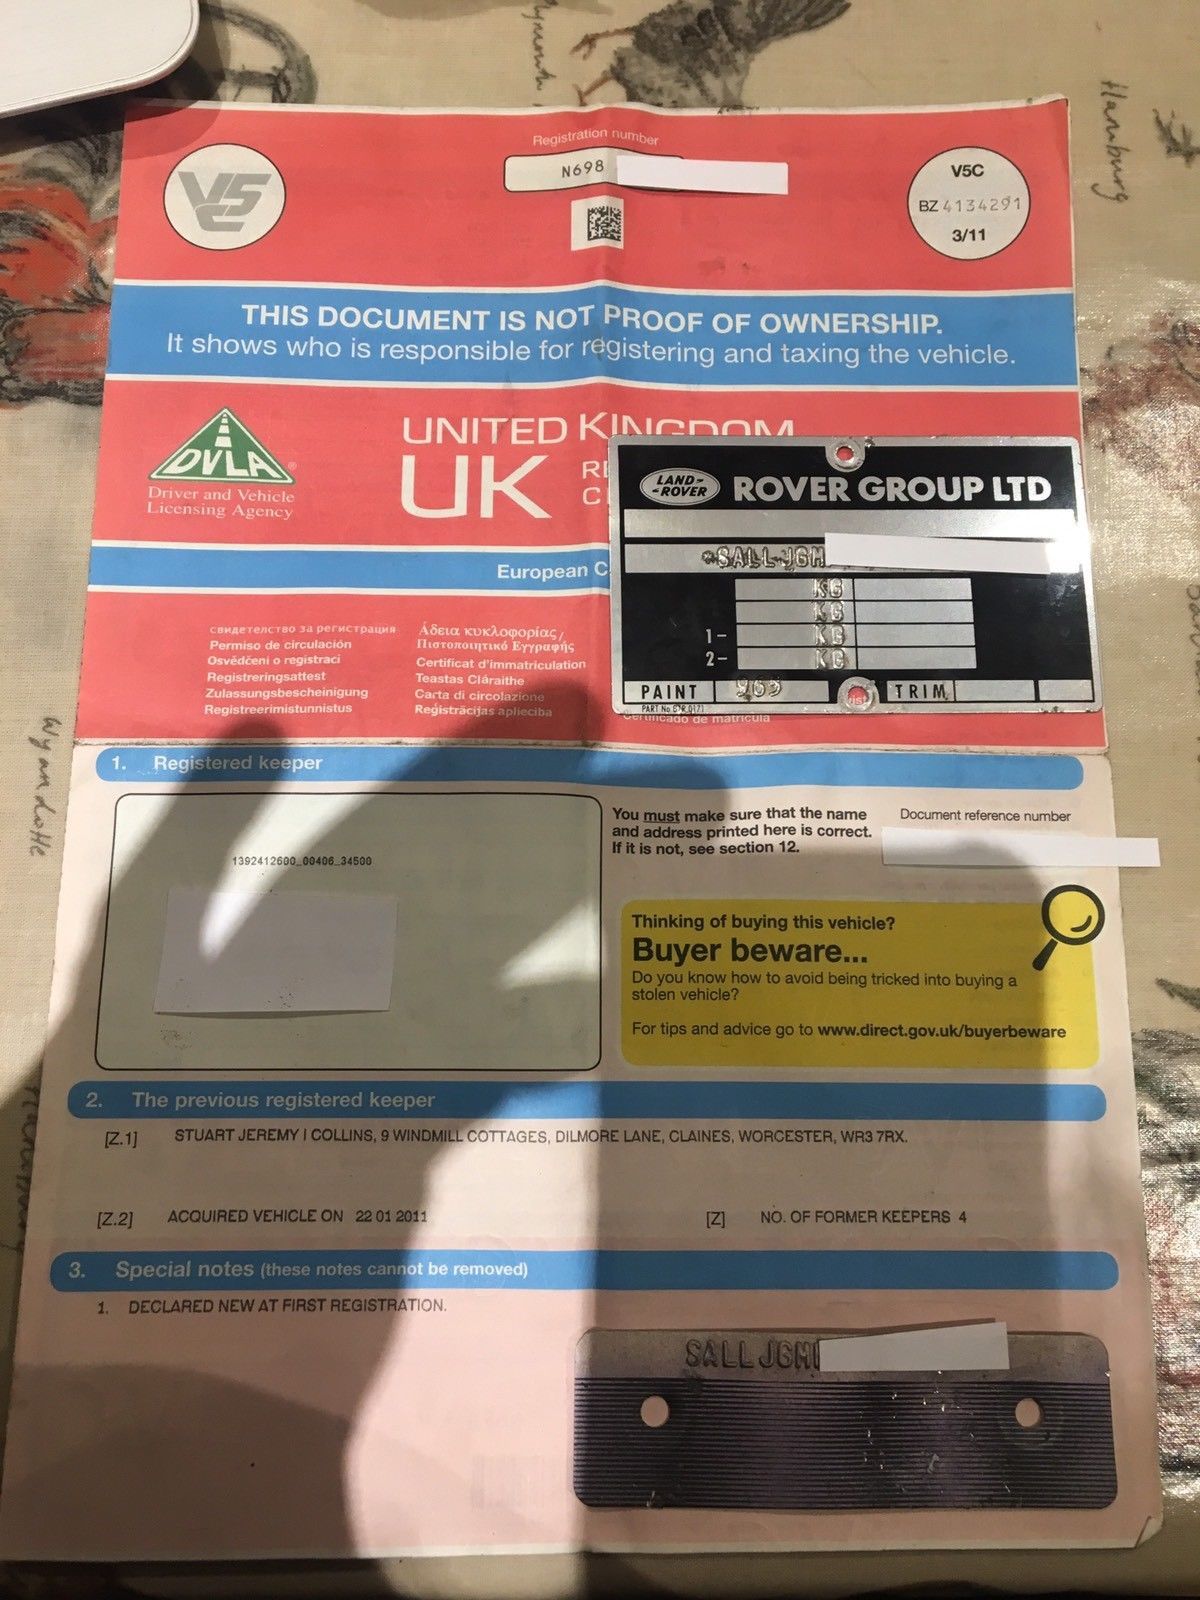 Hamburg
Registration number
N698
V5C
V5C
BZ 4134291
3/11
THIS DOCUMENT IS NOT PROOF OF OWNERSHIP.
It shows who is responsible for registering and taxing the vehicle.
DVLA
Driver and Vehicle
Licensing Agency
UNITED KINGDOM
UK
European C
LAND-
-ROVER
ROVER GROUP LTD
*SALLJGM
KG
KG
1- KG
2- KG
PAINT 965 TRIM
PART No BTR 0171
свидетелство за регистрация
Permiso de circulación
Osvědčení o registraci
Registreringsattest
Zulassungsbescheinigung
Registreerimistunnistus
Άδεια κυκλοφορίας/
Πιστοποιητικό Εγγραφής
Certificat d'immatriculation
Teastas Cláraithe
Carta di circolazione
Reģistrācijas apliecība
Certificado de matrícula
Wyandotte
1. Registered keeper
1392412600_00406_34500
You must make sure that the name
and address printed here is correct.
If it is not, see section 12.
Document reference number
Thinking of buying this vehicle?
Buyer beware...
Do you know how to avoid being tricked into buying a
stolen vehicle?
For tips and advice go to www.direct.gov.uk/buyerbeware
2. The previous registered keeper
[Z.1] STUART JEREMY I COLLINS, 9 WINDMILL COTTAGES, DILMORE LANE, CLAINES, WORCESTER, WR3 7RX.
[Z.2] ACQUIRED VEHICLE ON 22 01 2011
[Z] NO. OF FORMER KEEPERS 4
3. Special notes (these notes cannot be removed)
1. DECLARED NEW AT FIRST REGISTRATION.
SALLJGM